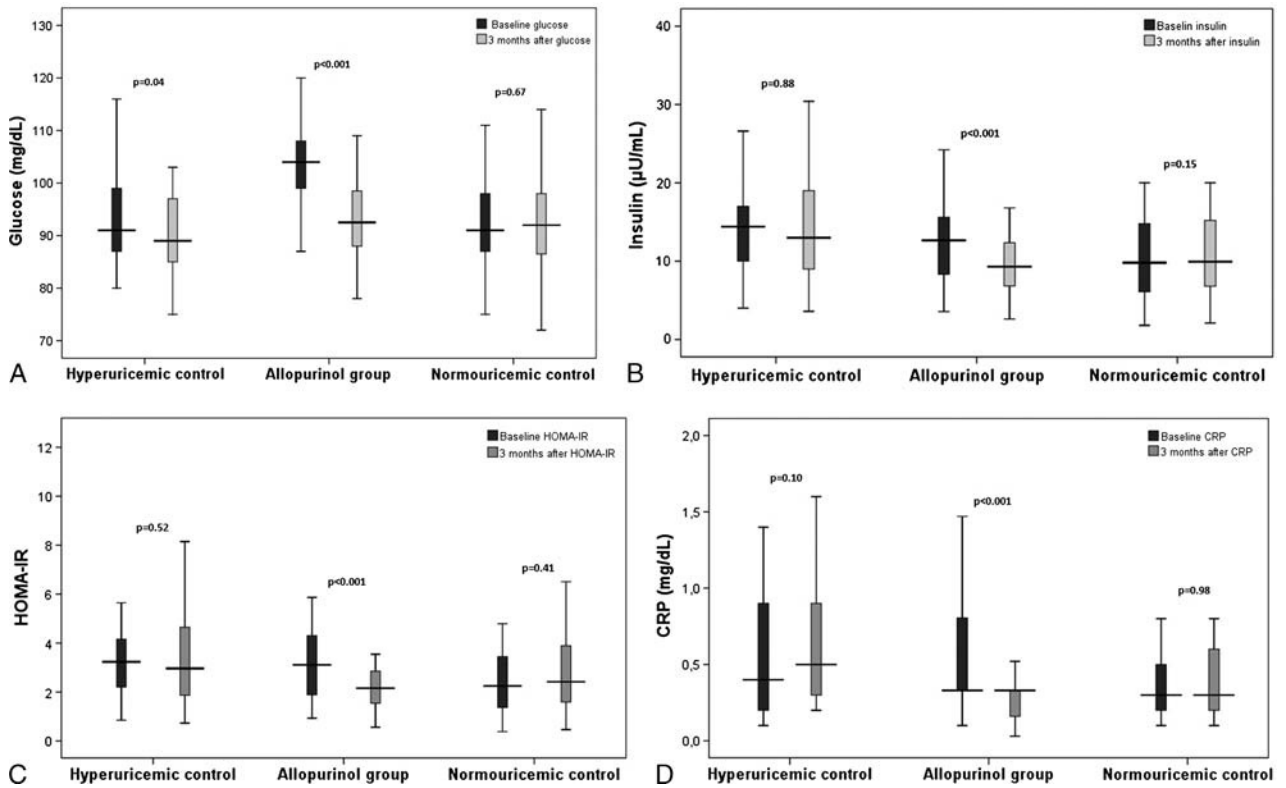 130
120
110
100
90
80
70
Glucose (mg/dL)
Baseline glucose
3 months after glucose
p=0.04
p<0.001
p=0.67
A
Hyperuricemic control
Allopurinol group
Normouricemic control
40
30
20
10
0
Insulin (µU/mL)
Baselin insulin
3 months after insulin
p=0.88
p<0.001
p=0.15
B
Hyperuricemic control
Allopurinol group
Normouricemic control
12
10
8
6
4
2
0
HOMA-IR
Baseline HOMA-IR
3 months after HOMA-IR
p=0.52
p<0.001
p=0.41
C
Hyperuricemic control
Allopurinol group
Normouricemic control
2,0
1,5
1,0
0,5
0,0
CRP (mg/dL)
Baseline CRP
3 months after CRP
p=0.10
p<0.001
p=0.98
D
Hyperuricemic control
Allopurinol group
Normouricemic control